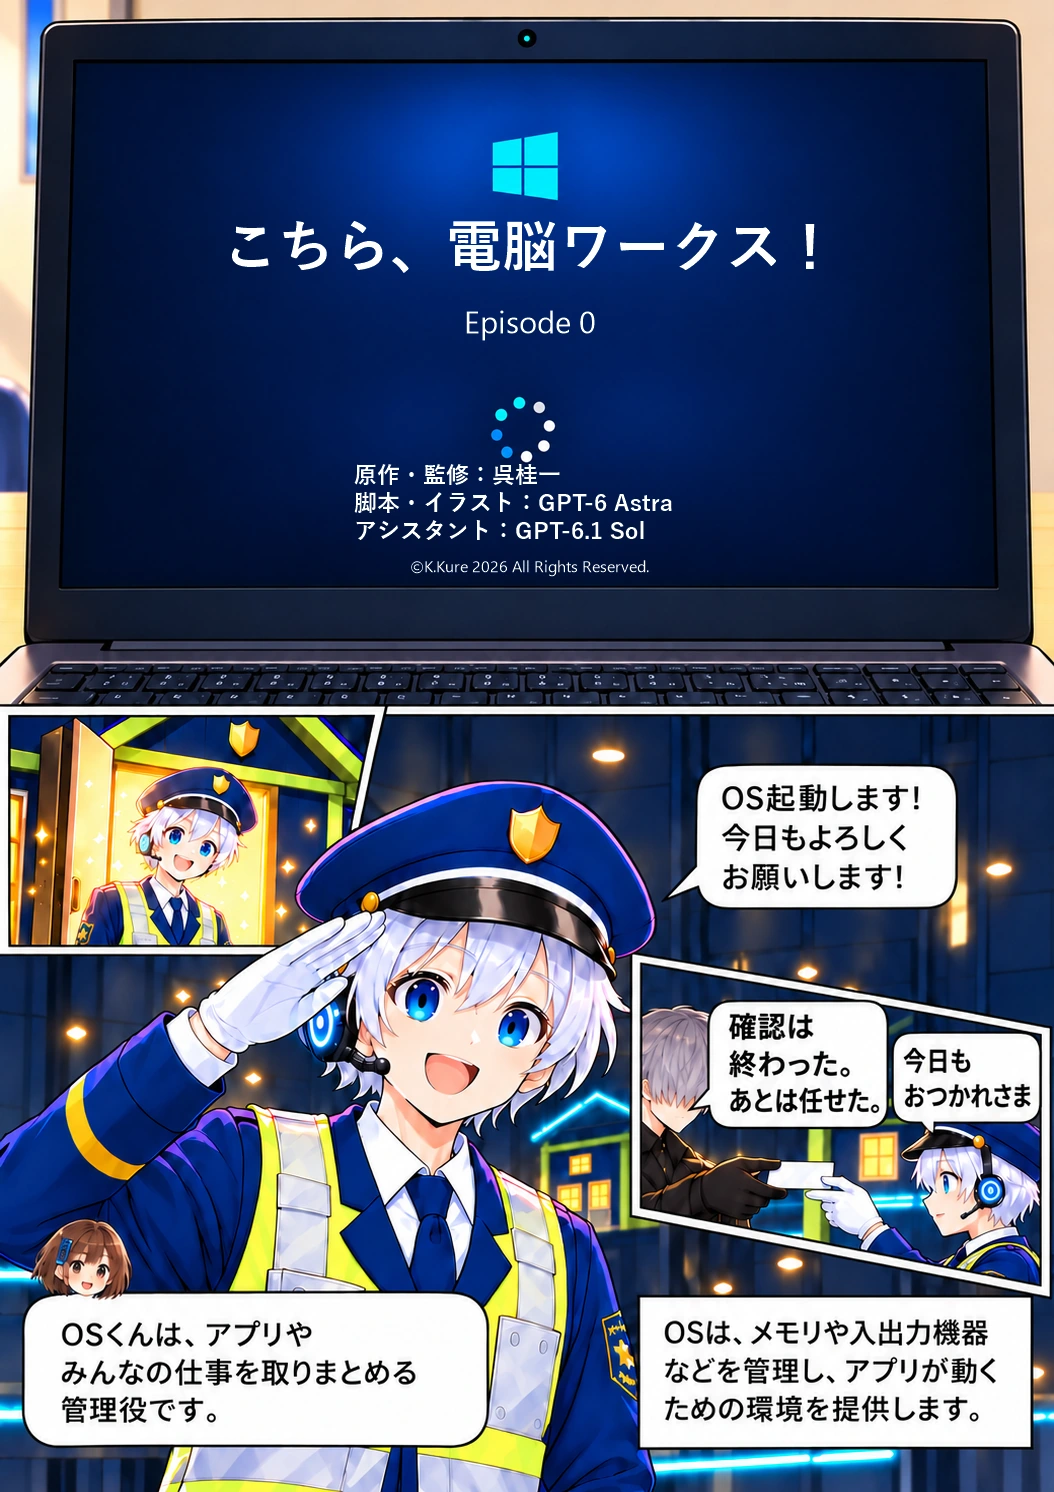 こちら、電脳ワークス！
Episode 0
原作・監修：呉桂一
脚本・イラスト：GPT-6 Astra
アシスタント：GPT-6.1 Sol
©K.Kure 2026 All Rights Reserved.
OS起動します！
今日もよろしく
お願いします！
確認は
終わった。
あとは任せた。
今日も
おつかれさま
OSくんは、アプリや
みんなの仕事を取りまとめる
管理役です。
OSは、メモリや入出力機器
などを管理し、アプリが動く
ための環境を提供します。